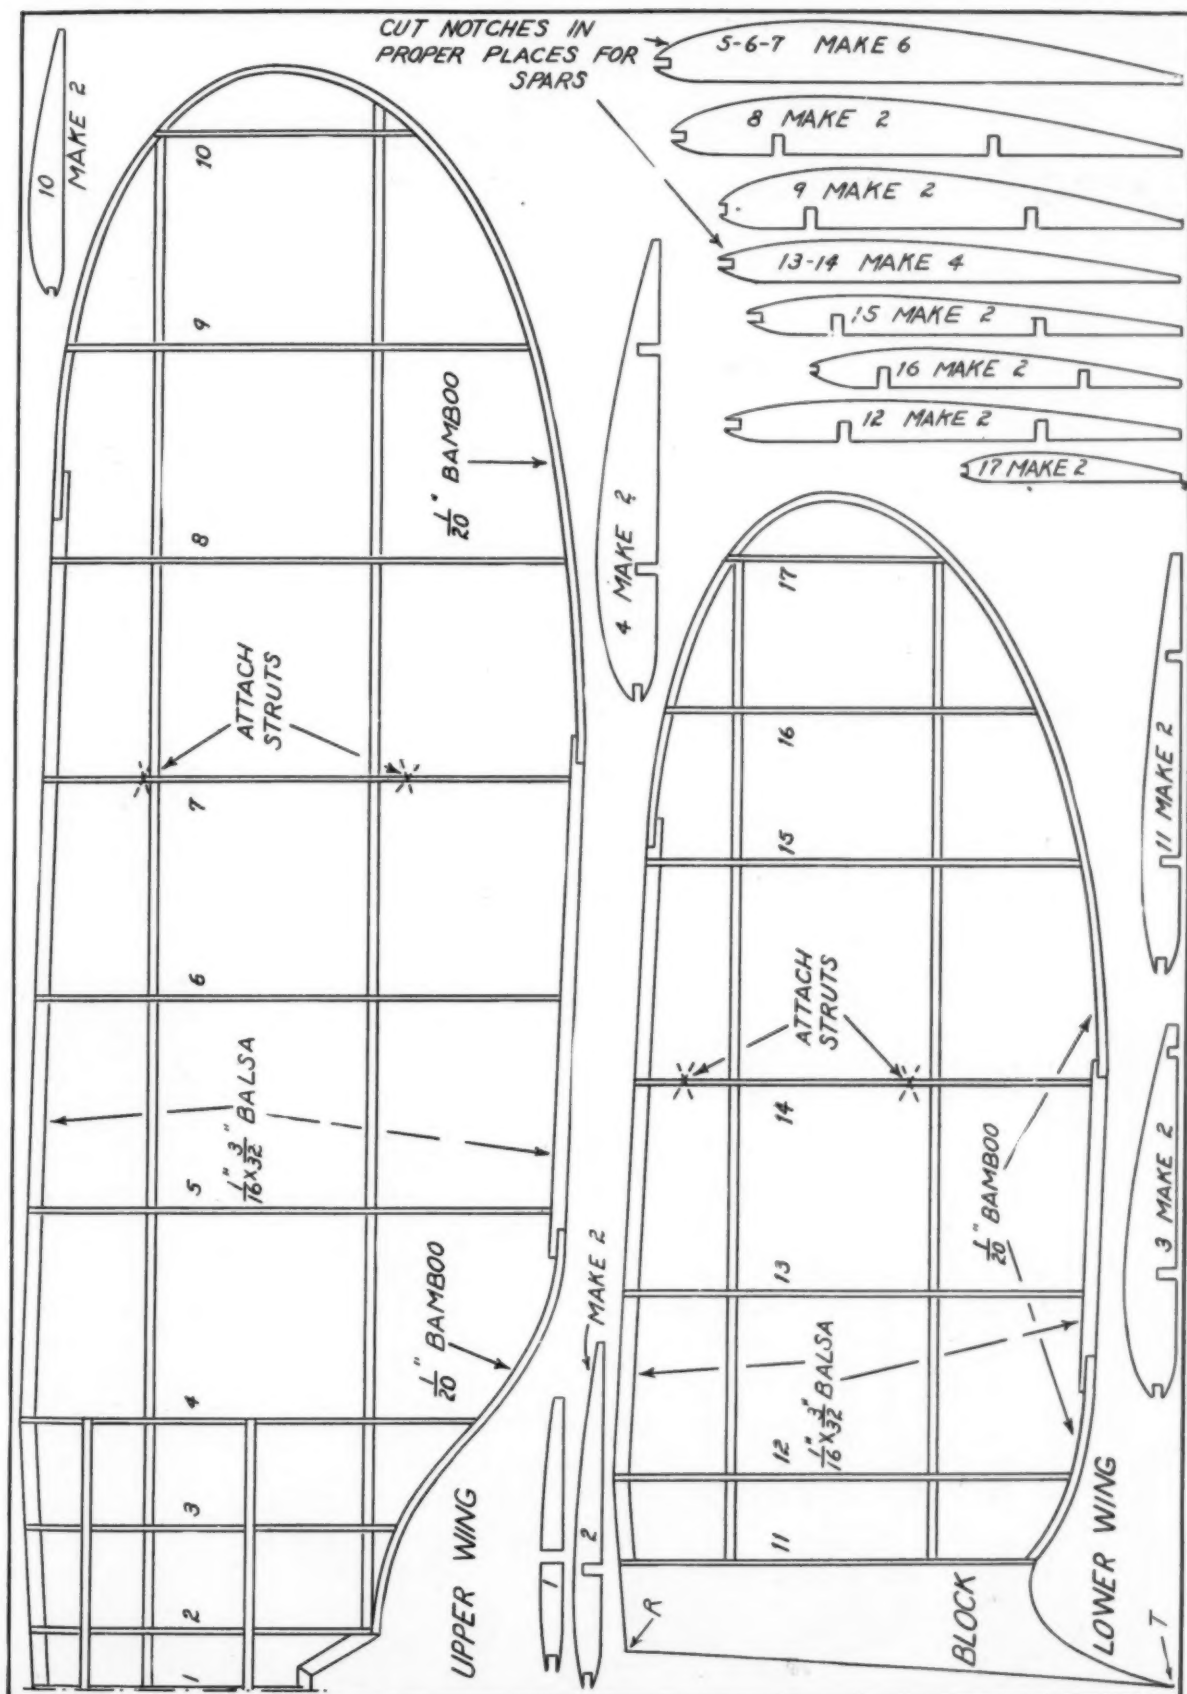 CUT NOTCHES IN
PROPER PLACES FOR
SPARS
5-6-7 MAKE 6
8 MAKE 2
9 MAKE 2
13-14 MAKE 4
15 MAKE 2
16 MAKE 2
12 MAKE 2
17 MAKE 2
10
MAKE 2
10
9
8
7
6
5
4
3
2
1
1/20" BAMBOO
ATTACH
STRUTS
1/16" x 3/32" BALSA
1/20" BAMBOO
UPPER WING
4 MAKE 2
MAKE 2
1
2
17
16
15
14
13
12
11
ATTACH
STRUTS
1/20" BAMBOO
1/16" x 3/32" BALSA
11 MAKE 2
3 MAKE 2
R
BLOCK
LOWER WING
T